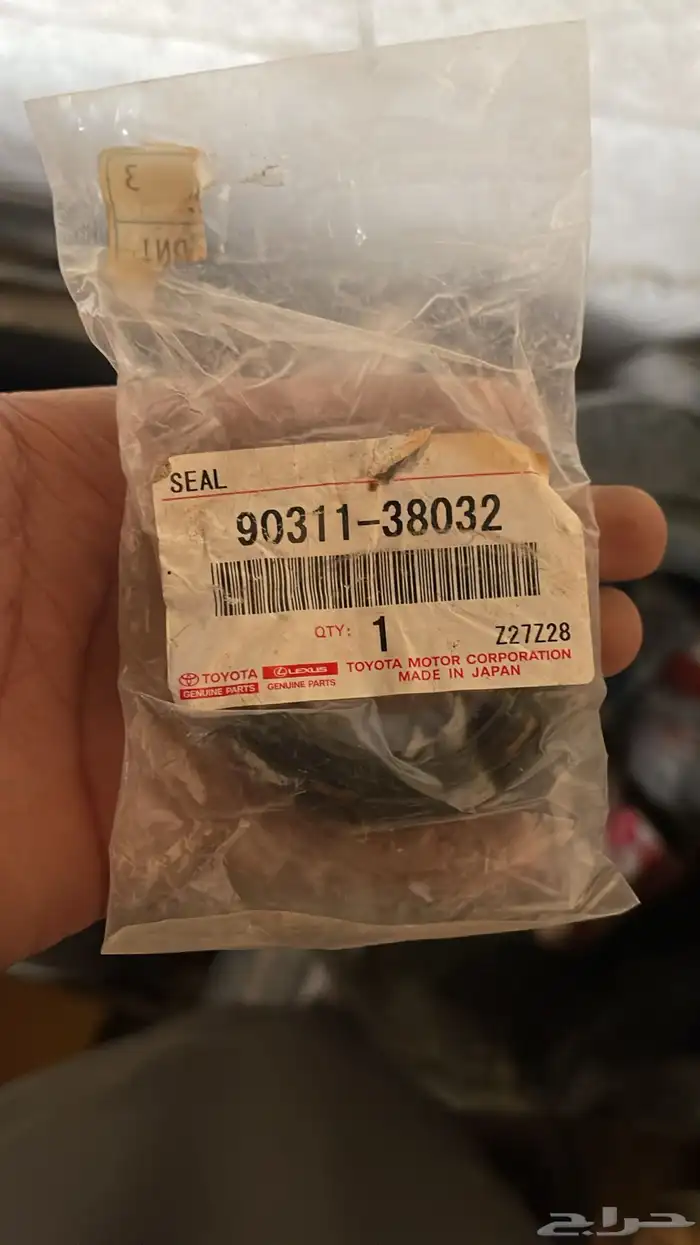 3
SEAL
90311-38032
QTY: 1
Z27Z28
TOYOTA
GENUINE PARTS
LEXUS
GENUINE PARTS
TOYOTA MOTOR CORPORATION
MADE IN JAPAN
حراج